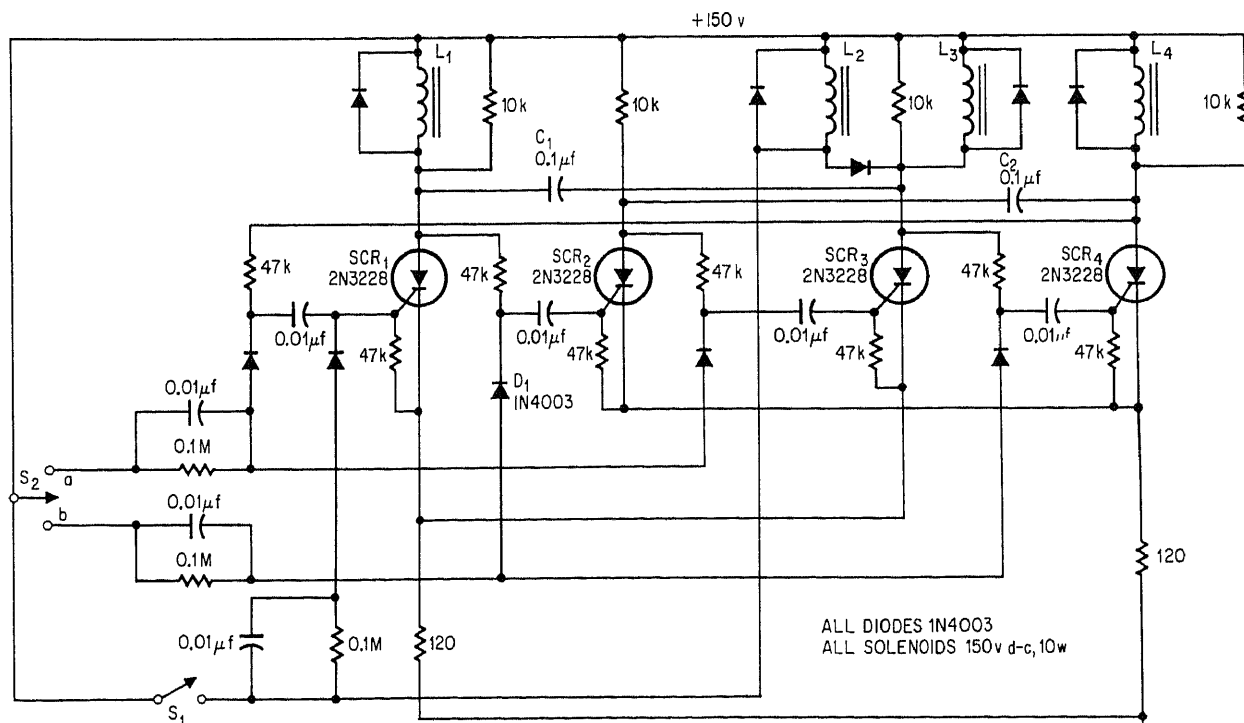 +150 v
L1
10k
10k
L2
10k
L3
L4
10k
C1
0.1μf
C2
0.1μf
47k
SCR1
2N3228
47k
SCR2
2N3228
47k
SCR3
2N3228
47k
SCR4
2N3228
0.01μf
47k
0.01μf
47k
0.01μf
47k
0.01μf
47k
D1
1N4003
0.01μf
0.1M
S2
a
b
0.01μf
0.1M
120
0.01μf
0.1M
120
S1
ALL DIODES 1N4003
ALL SOLENOIDS 150v d-c, 10w